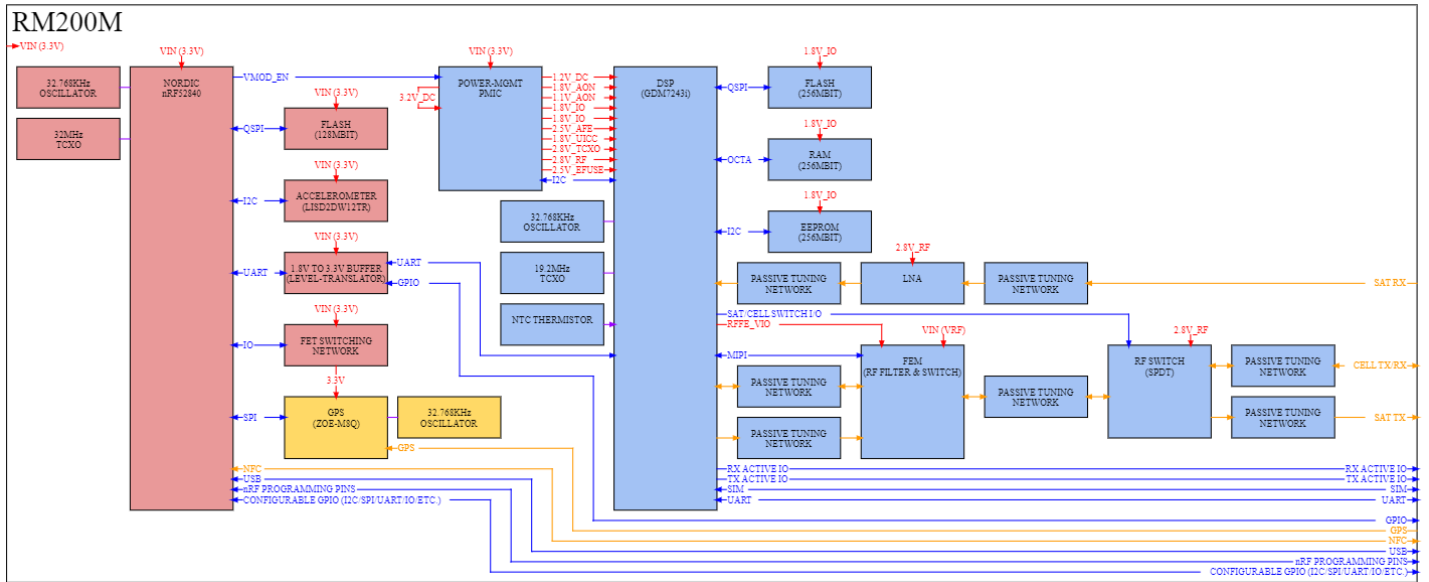 RM200M
VIN (3.3V)
32.768KHz
OSCILLATOR
32MHz
TCXO
VIN (3.3V)
NORDIC
nRF52840
VMOD_EN
VIN (3.3V)
QSPI
FLASH
(128MBIT)
VIN (3.3V)
I2C
ACCELEROMETER
(LISD2DW12TR)
VIN (3.3V)
UART
1.8V TO 3.3V BUFFER
(LEVEL-TRANSLATOR)
UART
GPIO
VIN (3.3V)
IO
FET SWITCHING
NETWORK
3.3V
SPI
GPS
(ZOE-M8Q)
32.768KHz
OSCILLATOR
GPS
NFC
USB
nRF PROGRAMMING PINS
CONFIGURABLE GPIO (I2C/SPI/UART/IO/ETC.)
VIN (3.3V)
POWER-MGMT
PMIC
3.2V_DC
1.2V_DC
1.8V_AON
1.1V_AON
1.8V_IO
1.8V_IO
2.5V_AFE
1.8V_UICC
2.8V_TCXO
2.8V_RF
2.5V_EFUSE
I2C
32.768KHz
OSCILLATOR
19.2MHz
TCXO
NTC THERMISTOR
DSP
(GDM7243i)
1.8V_IO
QSPI
FLASH
(256MBIT)
1.8V_IO
OCTA
RAM
(256MBIT)
1.8V_IO
I2C
EEPROM
(256MBIT)
2.8V_RF
PASSIVE TUNING
NETWORK
LNA
PASSIVE TUNING
NETWORK
SAT RX
SAT/CELL SWITCH I/O
RFFE_VIO
VIN (VRF)
2.8V_RF
MIPI
FEM
(RF FILTER & SWITCH)
RF SWITCH
(SPDT)
PASSIVE TUNING
NETWORK
CELL TX/RX
PASSIVE TUNING
NETWORK
PASSIVE TUNING
NETWORK
PASSIVE TUNING
NETWORK
SAT TX
PASSIVE TUNING
NETWORK
RX ACTIVE IO
RX ACTIVE IO
TX ACTIVE IO
TX ACTIVE IO
SIM
SIM
UART
UART
GPIO
GPS
NFC
USB
nRF PROGRAMMING PINS
CONFIGURABLE GPIO (I2C/SPI/UART/IO/ETC.)